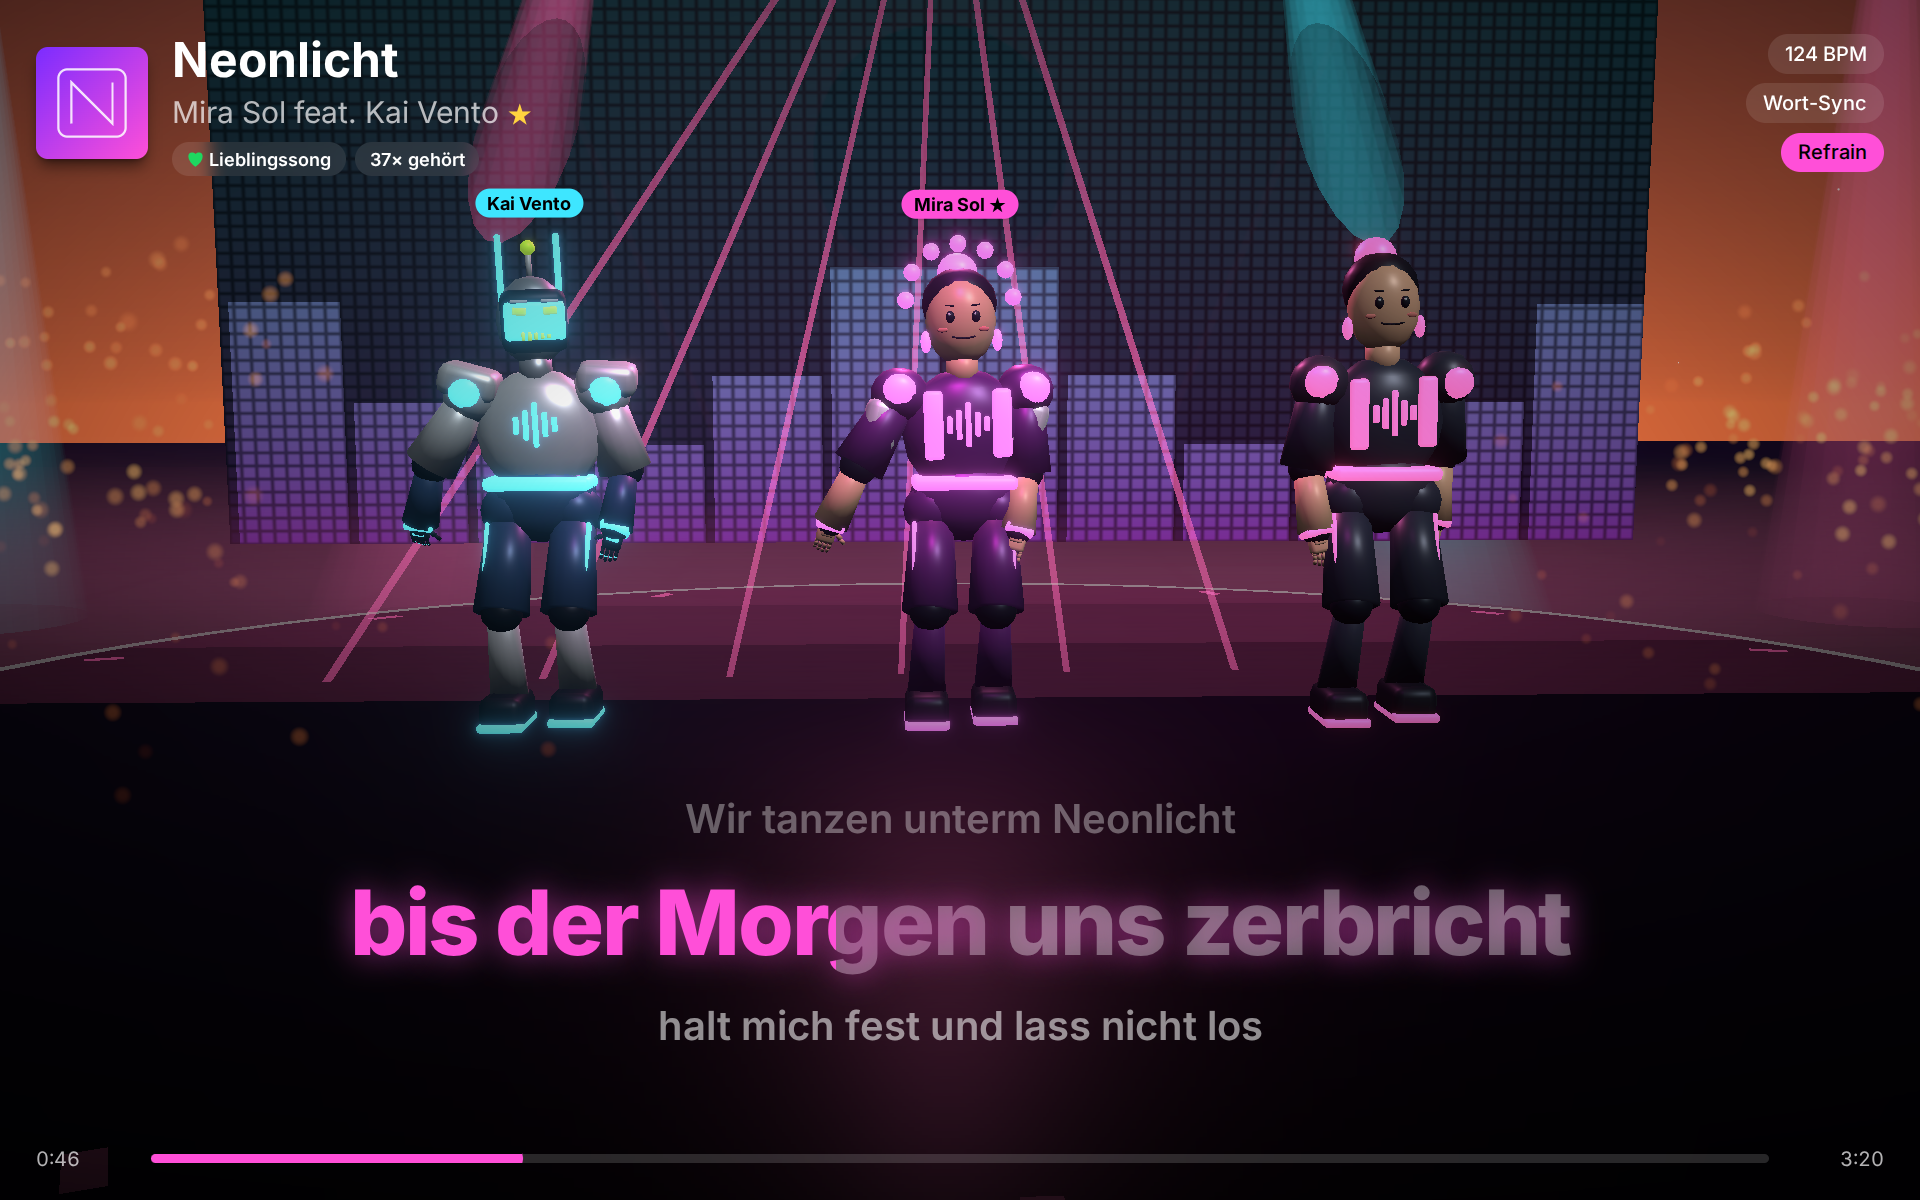 N
Neonlicht
Mira Sol feat. Kai Vento ★
Lieblingssong
37× gehört
124 BPM
Wort-Sync
Refrain
Kai Vento
Mira Sol ★
Wir tanzen unterm Neonlicht
bis der Morgen uns zerbricht
halt mich fest und lass nicht los
0:46
3:20